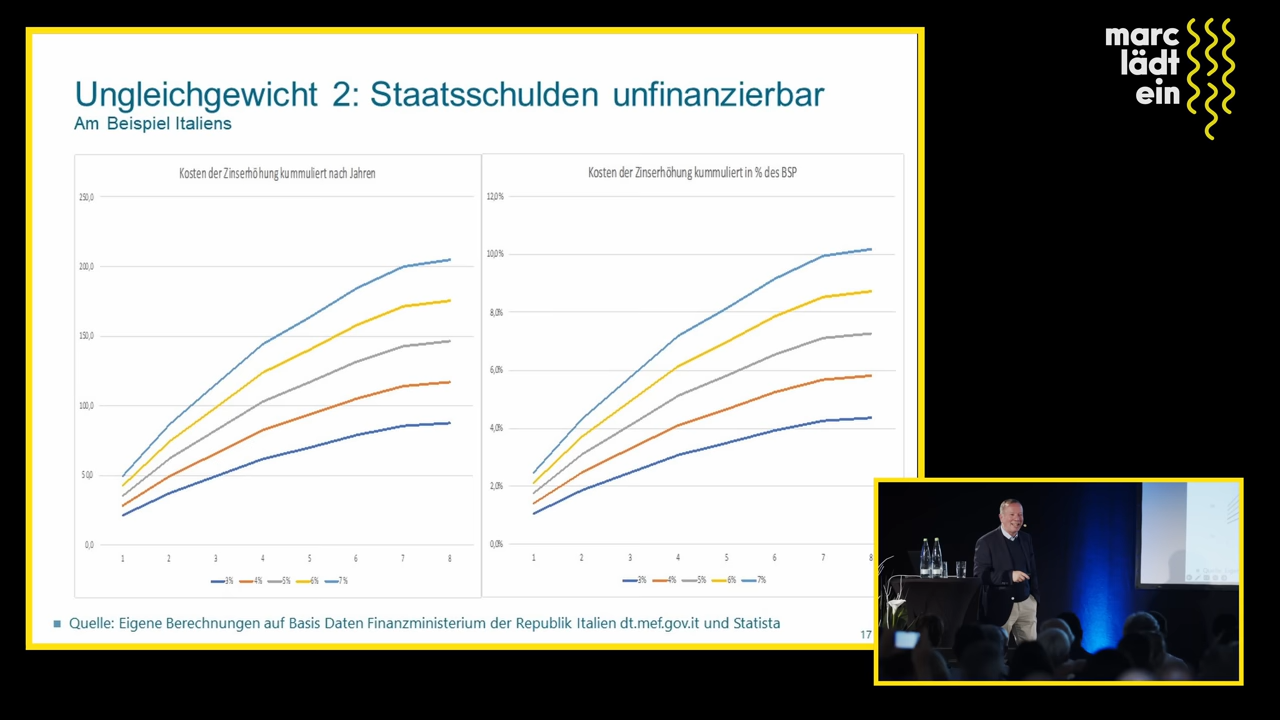 marc
lädt
ein
Ungleichgewicht 2: Staatsschulden unfinanzierbar
Am Beispiel Italiens
Kosten der Zinserhöhung kummuliert nach Jahren
250,0
200,0
150,0
100,0
50,0
0,0
1 2 3 4 5 6 7 8
3% 4% 5% 6% 7%
Kosten der Zinserhöhung kummuliert in % des BSP
12,0%
10,0%
8,0%
6,0%
4,0%
2,0%
0,0%
1 2 3 4 5 6 7 8
3% 4% 5% 6% 7%
Quelle: Eigene Berechnungen auf Basis Daten Finanzministerium der Republik Italien dt.mef.gov.it und Statista
17